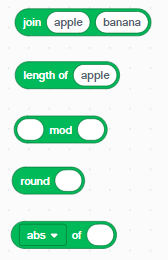 join apple banana
length of apple
mod
round
abs of